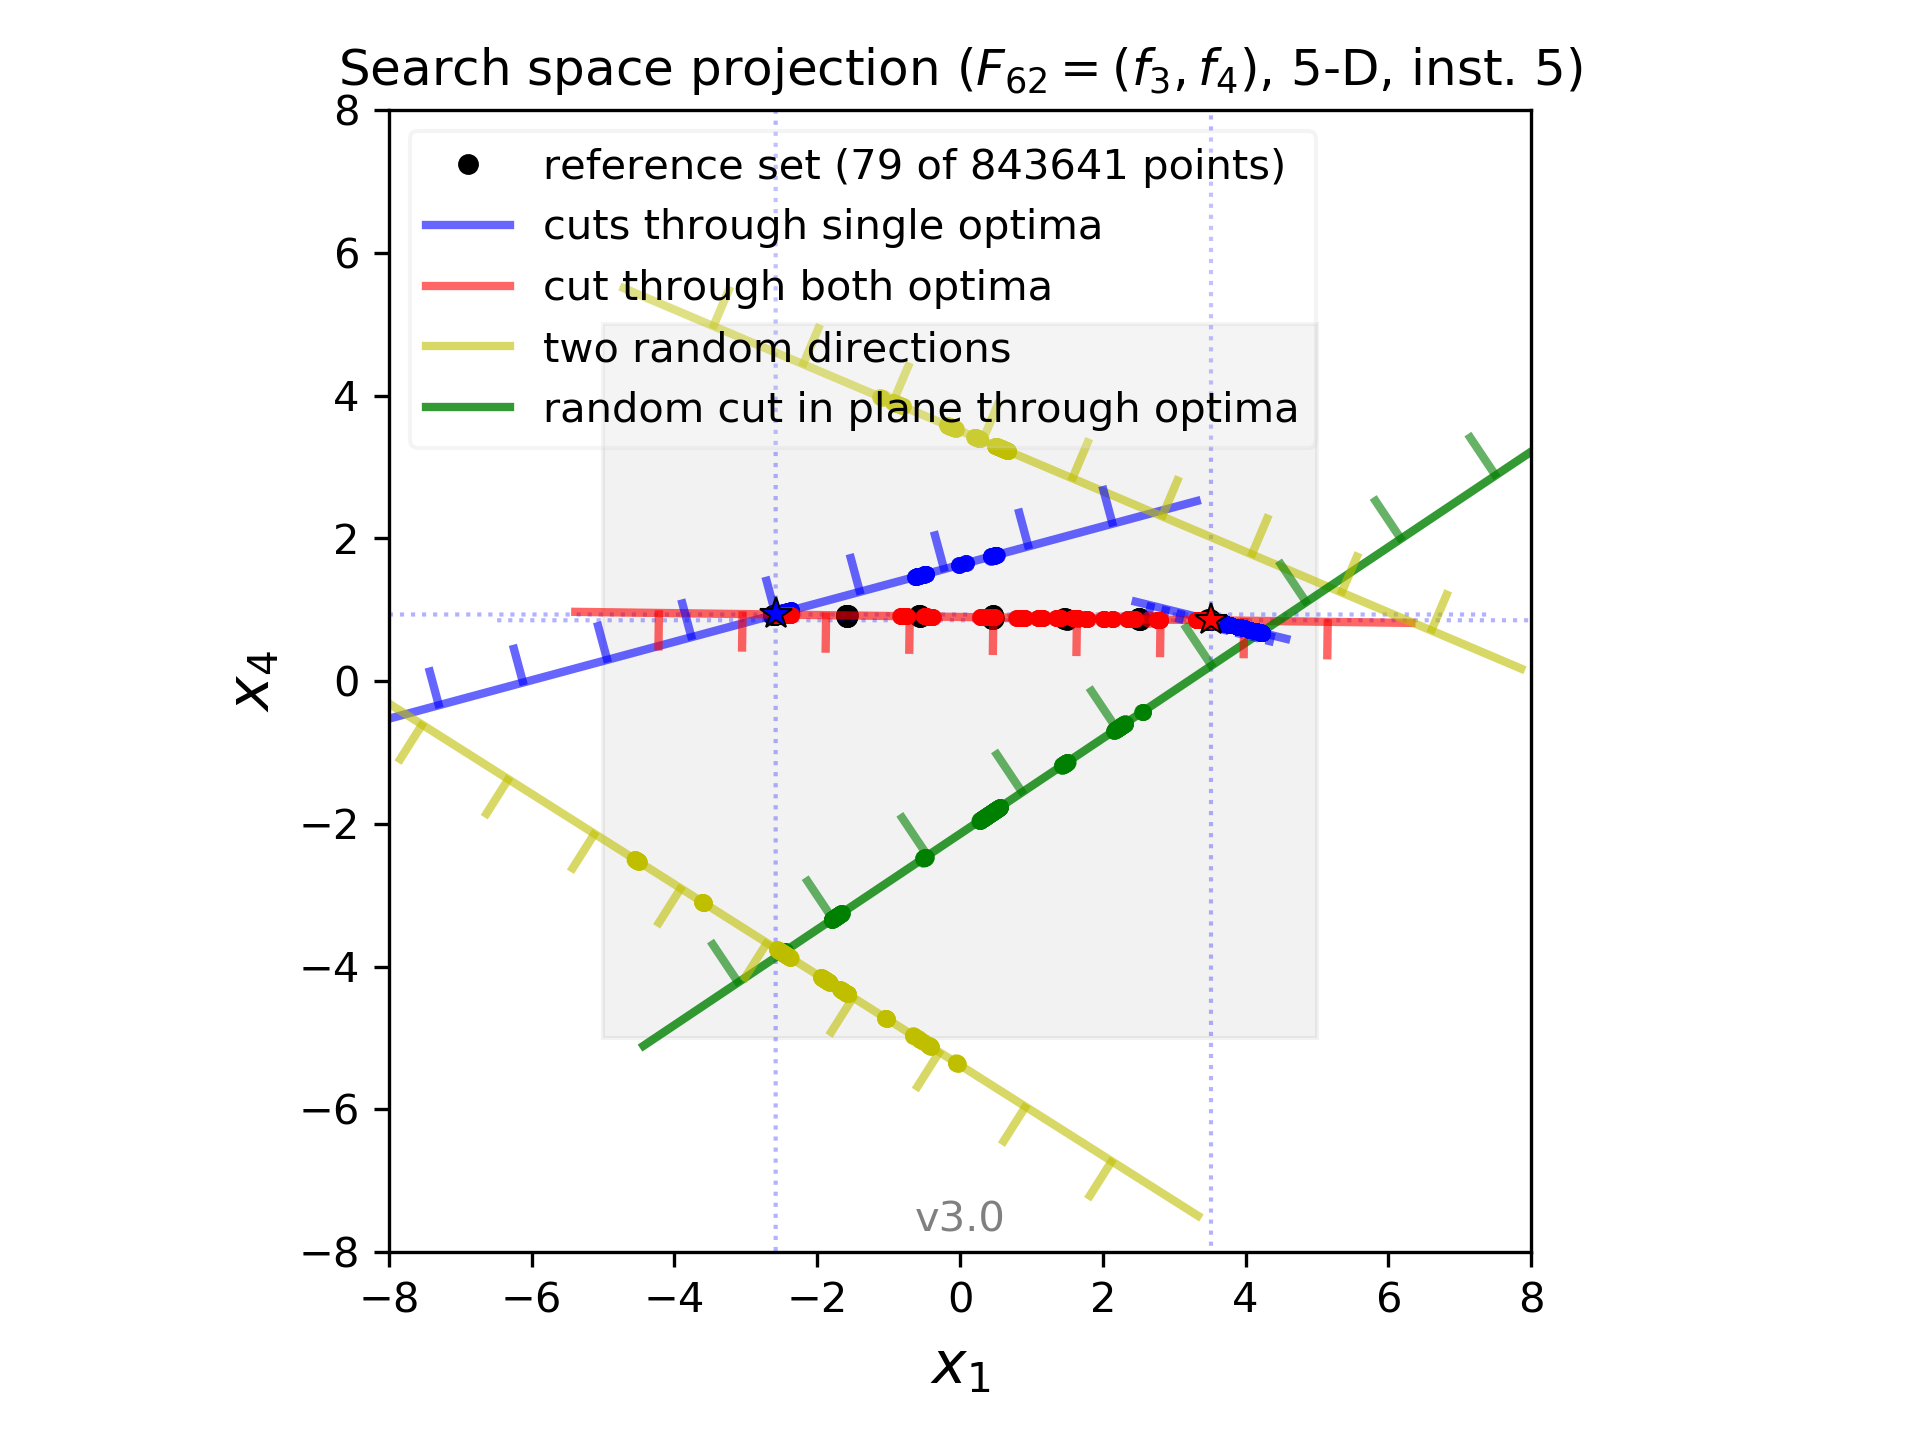 Search space projection (F₆₂ = (f₃, f₄), 5-D, inst. 5)
reference set (79 of 843641 points)
cuts through single optima
cut through both optima
two random directions
random cut in plane through optima
8
6
4
2
0
−2
−4
−6
−8
x₄
v3.0
−8 −6 −4 −2 0 2 4 6 8
x₁